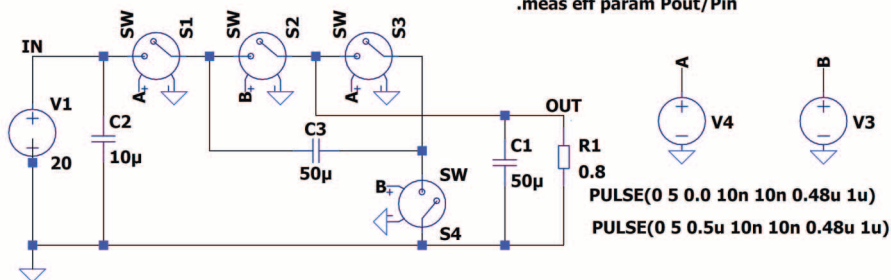 .meas eff param Pout/Pin
IN
SW
S1
SW
S2
SW
S3
A
+
B
+
A
+
V1
+
20
C2
10µ
C3
50µ
OUT
C1
50µ
R1
0.8
SW
B
+
S4
A
+
V4
B
+
V3
PULSE(0 5 0.0 10n 10n 0.48u 1u)
PULSE(0 5 0.5u 10n 10n 0.48u 1u)